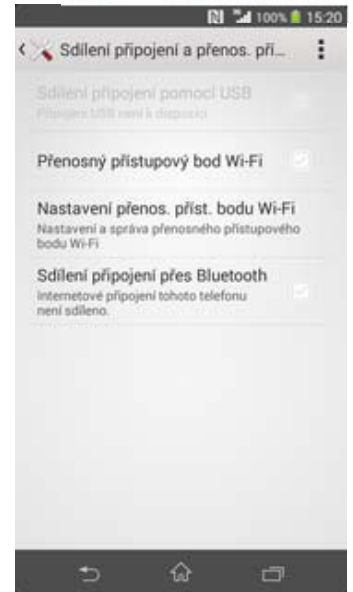 100% 15:20
Sdílení připojení a přenos. pří...
Sdílení připojení pomocí USB
Připojení USB není k dispozici
Přenosný přístupový bod Wi-Fi
Nastavení přenos. příst. bodu Wi-Fi
Nastavení a správa přenosného přístupového
bodu Wi-Fi
Sdílení připojení přes Bluetooth
Internetové připojení tohoto telefonu
není sdíleno.